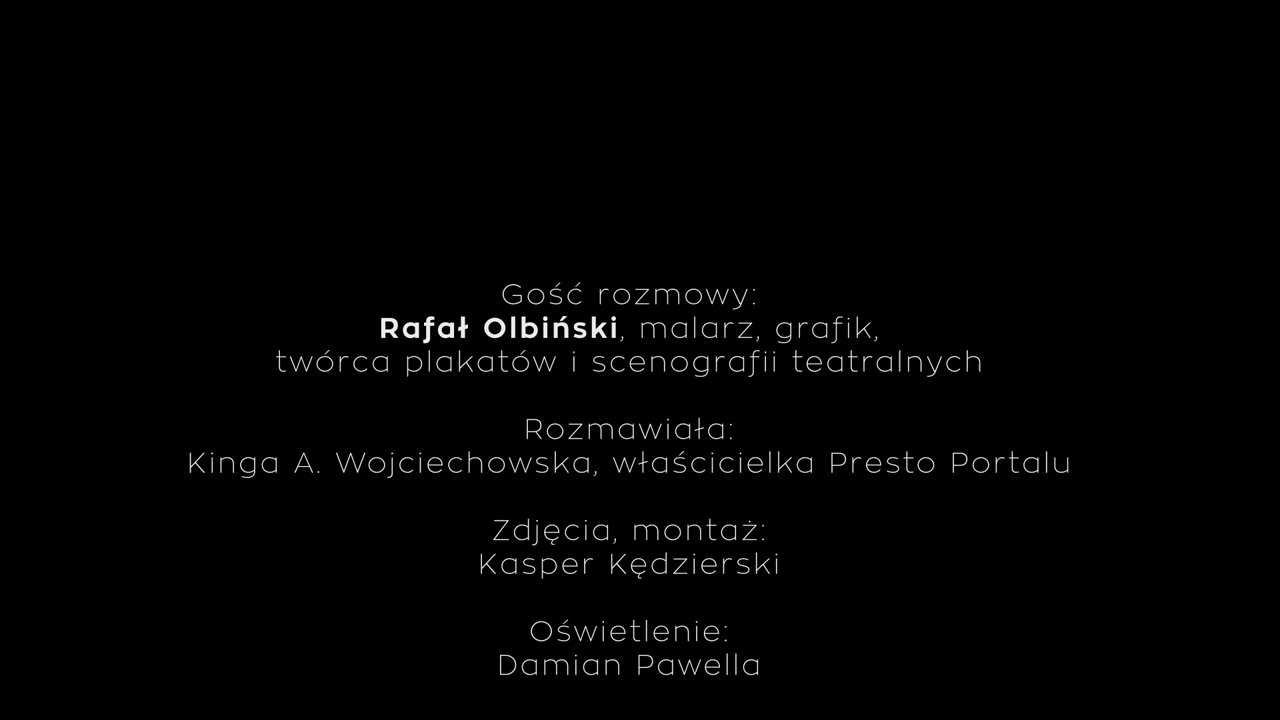 Gość rozmowy:
Rafał Olbiński, malarz, grafik,
twórca plakatów i scenografii teatralnych
Rozmawiała:
Kinga A. Wojciechowska, właścicielka Presto Portalu
Zdjęcia, montaż:
Kasper Kędzierski
Oświetlenie:
Damian Pawella